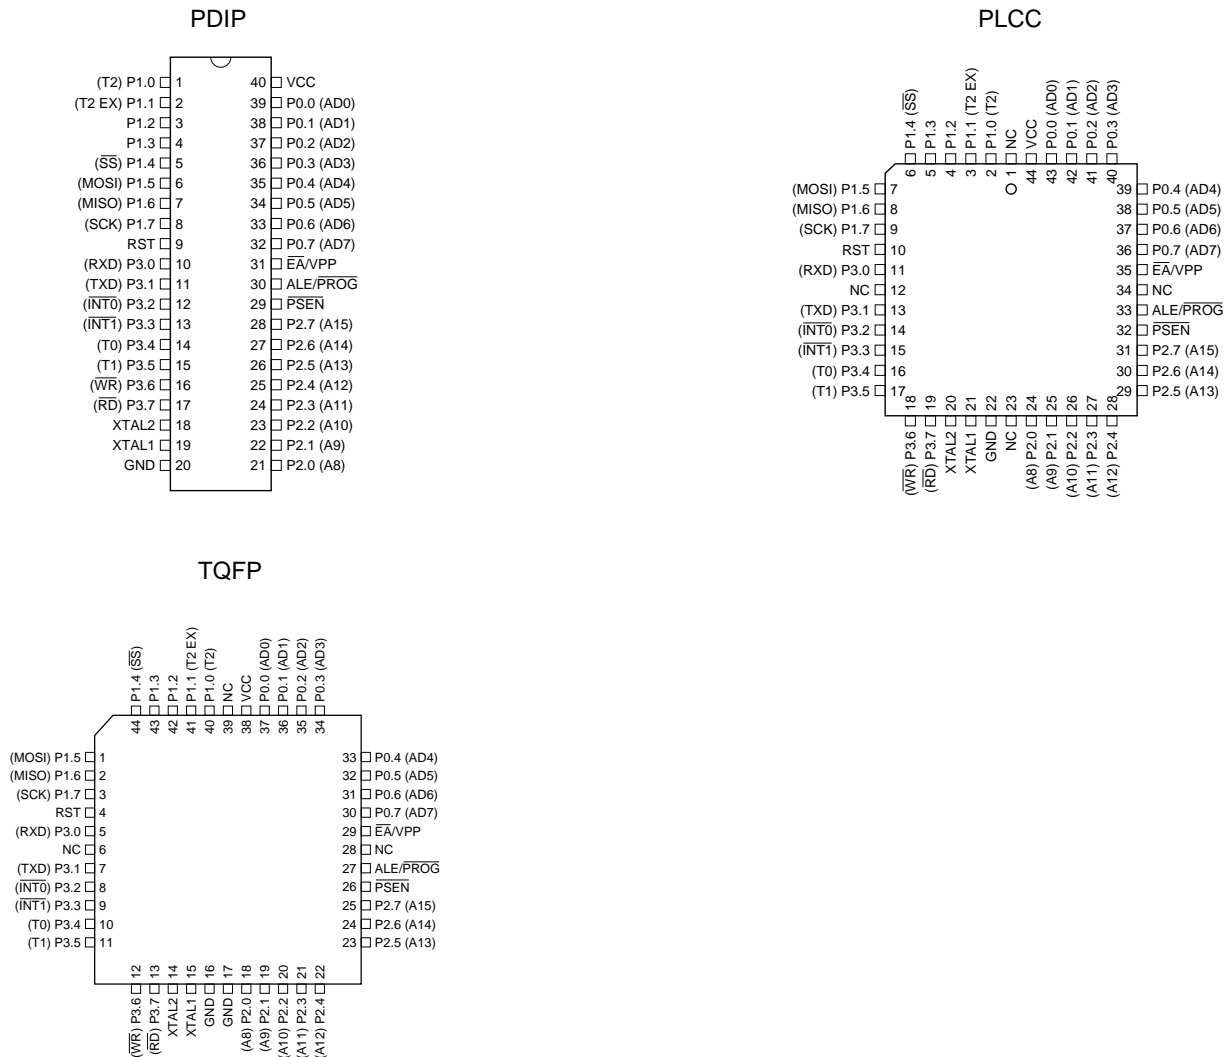 PDIP
(T2) P1.0 1 40 VCC
(T2 EX) P1.1 2 39 P0.0 (AD0)
P1.2 3 38 P0.1 (AD1)
P1.3 4 37 P0.2 (AD2)
(SS) P1.4 5 36 P0.3 (AD3)
(MOSI) P1.5 6 35 P0.4 (AD4)
(MISO) P1.6 7 34 P0.5 (AD5)
(SCK) P1.7 8 33 P0.6 (AD6)
RST 9 32 P0.7 (AD7)
(RXD) P3.0 10 31 EA/VPP
(TXD) P3.1 11 30 ALE/PROG
(INT0) P3.2 12 29 PSEN
(INT1) P3.3 13 28 P2.7 (A15)
(T0) P3.4 14 27 P2.6 (A14)
(T1) P3.5 15 26 P2.5 (A13)
(WR) P3.6 16 25 P2.4 (A12)
(RD) P3.7 17 24 P2.3 (A11)
XTAL2 18 23 P2.2 (A10)
XTAL1 19 22 P2.1 (A9)
GND 20 21 P2.0 (A8)
PLCC
6 P1.4 (SS)
5 P1.3
4 P1.2
3 P1.1 (T2 EX)
2 P1.0 (T2)
1 NC
44 VCC
43 P0.0 (AD0)
42 P0.1 (AD1)
41 P0.2 (AD2)
40 P0.3 (AD3)
(MOSI) P1.5 7 39 P0.4 (AD4)
(MISO) P1.6 8 38 P0.5 (AD5)
(SCK) P1.7 9 37 P0.6 (AD6)
RST 10 36 P0.7 (AD7)
(RXD) P3.0 11 35 EA/VPP
NC 12 34 NC
(TXD) P3.1 13 33 ALE/PROG
(INT0) P3.2 14 32 PSEN
(INT1) P3.3 15 31 P2.7 (A15)
(T0) P3.4 16 30 P2.6 (A14)
(T1) P3.5 17 29 P2.5 (A13)
(WR) P3.6 18
(RD) P3.7 19
XTAL2 20
XTAL1 21
GND 22
NC 23
(A8) P2.0 24
(A9) P2.1 25
(A10) P2.2 26
(A11) P2.3 27
(A12) P2.4 28
TQFP
44 P1.4 (SS)
43 P1.3
42 P1.2
41 P1.1 (T2 EX)
40 P1.0 (T2)
39 NC
38 VCC
37 P0.0 (AD0)
36 P0.1 (AD1)
35 P0.2 (AD2)
34 P0.3 (AD3)
(MOSI) P1.5 1 33 P0.4 (AD4)
(MISO) P1.6 2 32 P0.5 (AD5)
(SCK) P1.7 3 31 P0.6 (AD6)
RST 4 30 P0.7 (AD7)
(RXD) P3.0 5 29 EA/VPP
NC 6 28 NC
(TXD) P3.1 7 27 ALE/PROG
(INT0) P3.2 8 26 PSEN
(INT1) P3.3 9 25 P2.7 (A15)
(T0) P3.4 10 24 P2.6 (A14)
(T1) P3.5 11 23 P2.5 (A13)
(WR) P3.6 12
(RD) P3.7 13
XTAL2 14
XTAL1 15
GND 16
GND 17
(A8) P2.0 18
(A9) P2.1 19
(A10) P2.2 20
(A11) P2.3 21
(A12) P2.4 22